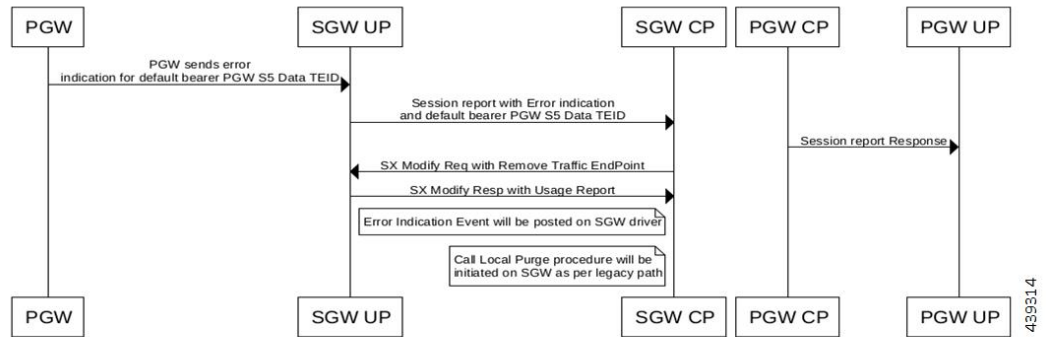 PGW
SGW UP
SGW CP
PGW CP
PGW UP
PGW sends error
indication for default bearer PGW S5 Data TEID
Session report with Error indication
and default bearer PGW S5 Data TEID
Session report Response
SX Modify Req with Remove Traffic EndPoint
SX Modify Resp with Usage Report
Error Indication Event will be posted on SGW driver
Call Local Purge procedure will be
initiated on SGW as per legacy path
PGW
SGW UP
SGW CP
PGW CP
PGW UP
439314